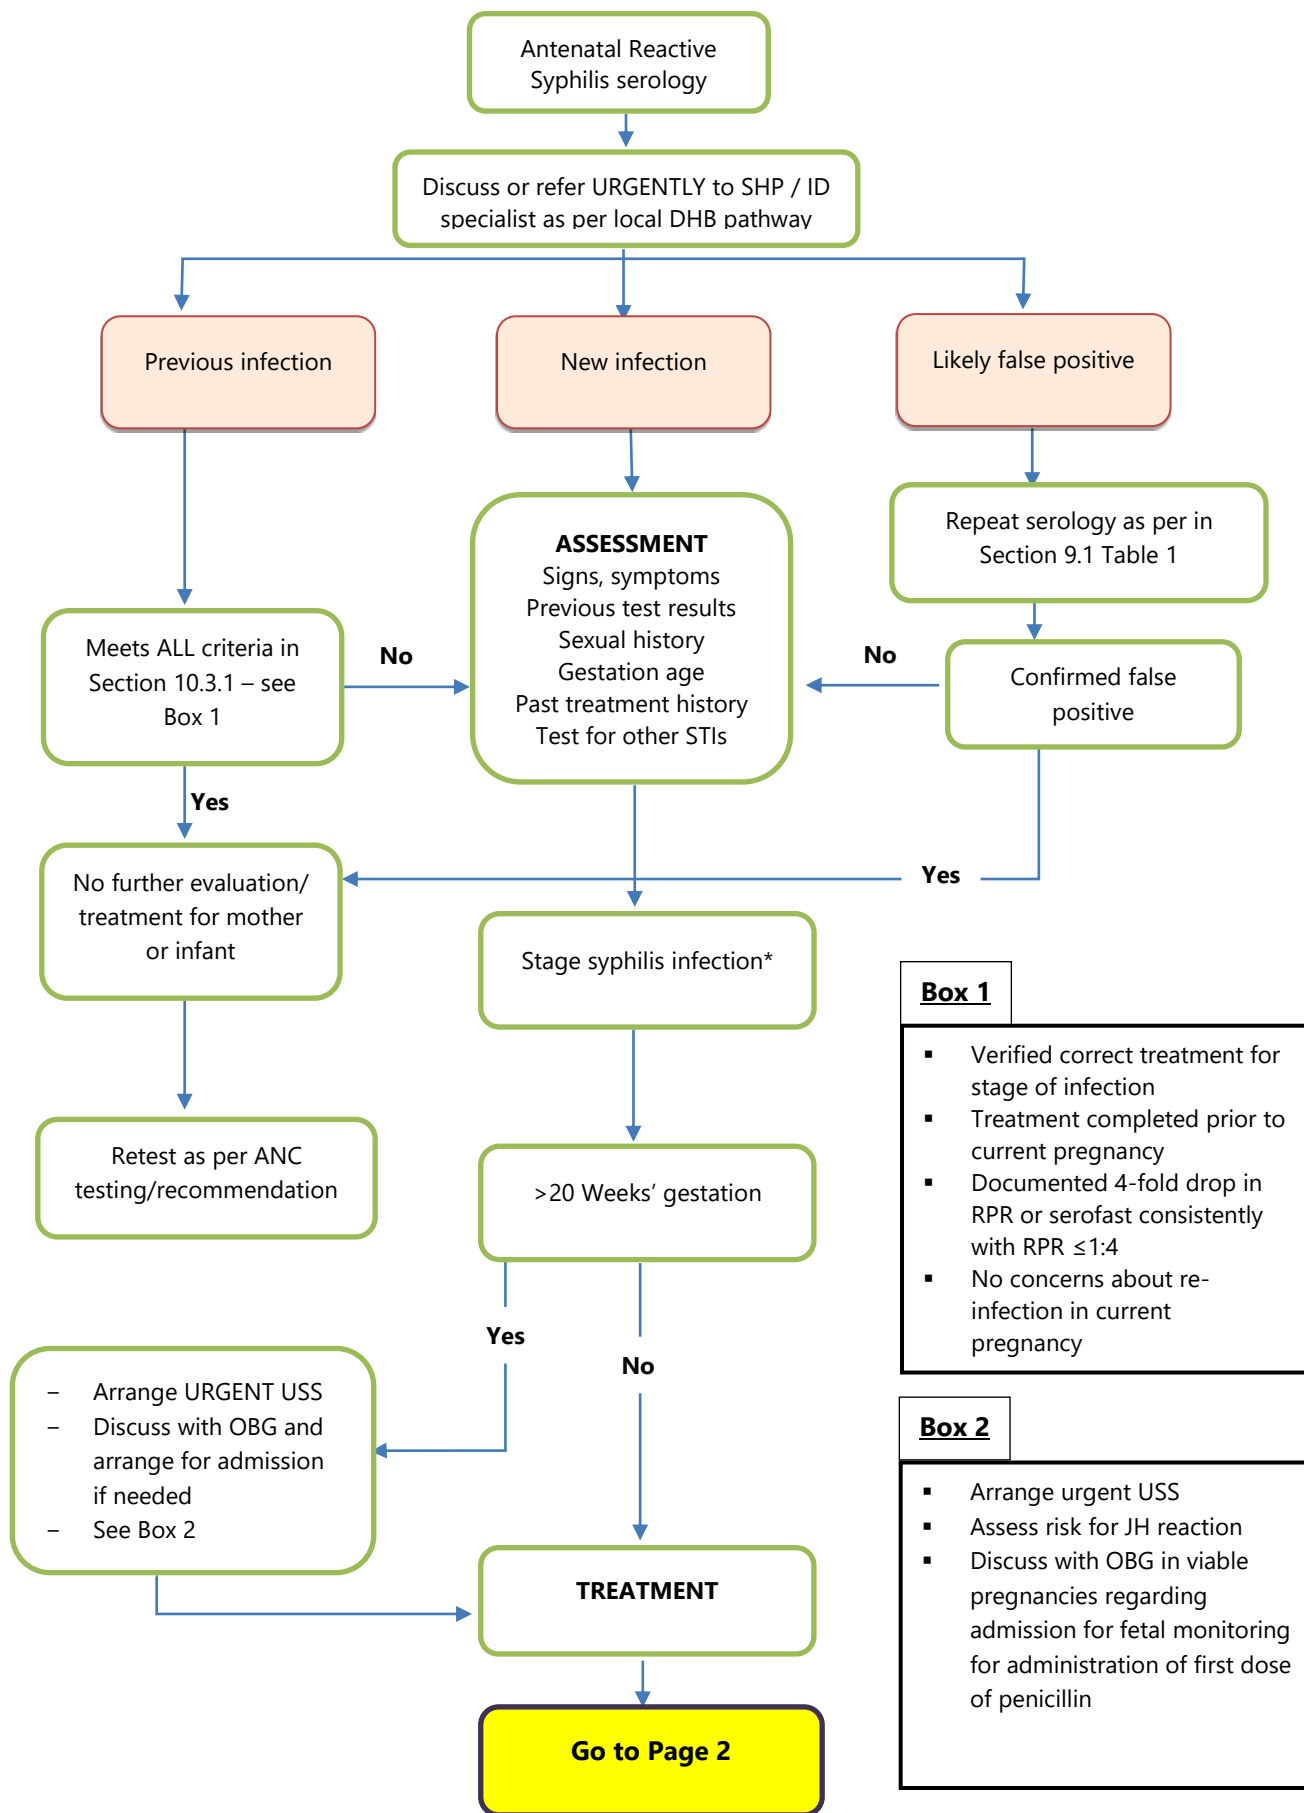 Antenatal Reactive
Syphilis serology
Discuss or refer URGENTLY to SHP / ID
specialist as per local DHB pathway
Previous infection
New infection
Likely false positive
Repeat serology as per in
Section 9.1 Table 1
ASSESSMENT
Signs, symptoms
Previous test results
Sexual history
Gestation age
Past treatment history
Test for other STIs
Meets ALL criteria in
Section 10.3.1 – see
Box 1
No
No
Confirmed false
positive
Yes
Yes
No further evaluation/
treatment for mother
or infant
Stage syphilis infection*
Retest as per ANC
testing/recommendation
>20 Weeks’ gestation
Yes
No
– Arrange URGENT USS
– Discuss with OBG and
arrange for admission
if needed
– See Box 2
TREATMENT
Go to Page 2
Box 1
▪ Verified correct treatment for
stage of infection
▪ Treatment completed prior to
current pregnancy
▪ Documented 4-fold drop in
RPR or serofast consistently
with RPR ≤1:4
▪ No concerns about re-
infection in current
pregnancy
Box 2
▪ Arrange urgent USS
▪ Assess risk for JH reaction
▪ Discuss with OBG in viable
pregnancies regarding
admission for fetal monitoring
for administration of first dose
of penicillin